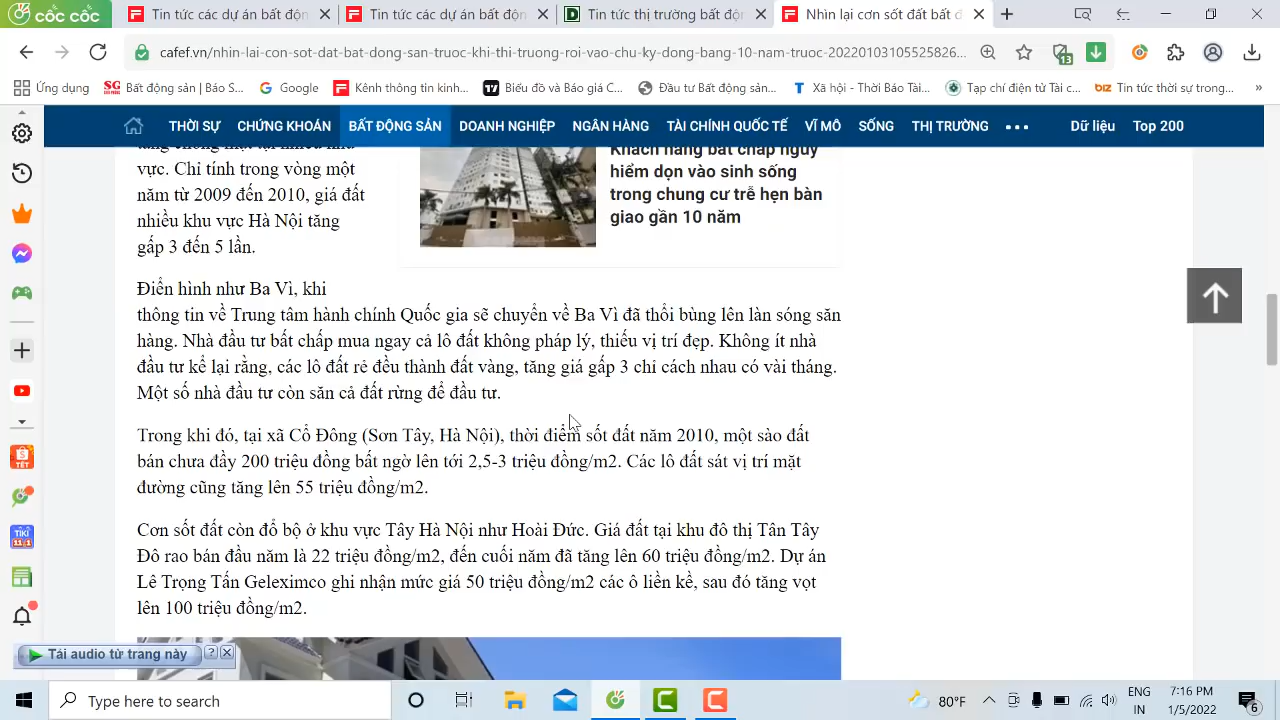 cốc cốc
Tin tức các dự án bất độn
Tin tức các dự án bất độn
Tin tức thị trường bất độ
Nhìn lại cơn sốt đất bất đ
cafef.vn/nhin-lai-con-sot-dat-bat-dong-san-truoc-khi-thi-truong-roi-vao-chu-ky-dong-bang-10-nam-truoc-20220103105525826...
13
Ứng dụng
Bất động sản | Báo S...
Google
Kênh thông tin kinh...
Biểu đồ và Báo giá C...
Đầu tư Bất động sản...
Xã hội - Thời Báo Tài...
Tạp chí điện tử Tài c...
Tin tức thời sự trong...
THỜI SỰ
CHỨNG KHOÁN
BẤT ĐỘNG SẢN
DOANH NGHIỆP
NGÂN HÀNG
TÀI CHÍNH QUỐC TẾ
VĨ MÔ
SỐNG
THỊ TRƯỜNG
Dữ liệu
Top 200
tăng chóng mặt tại nhiều khu
vực. Chỉ tính trong vòng một
năm từ 2009 đến 2010, giá đất
nhiều khu vực Hà Nội tăng
gấp 3 đến 5 lần.
Khách hàng bất chấp nguy
hiểm dọn vào sinh sống
trong chung cư trễ hẹn bàn
giao gần 10 năm
Điển hình như Ba Vì, khi
thông tin về Trung tâm hành chính Quốc gia sẽ chuyển về Ba Vì đã thổi bùng lên làn sóng săn
hàng. Nhà đầu tư bất chấp mua ngay cả lô đất không pháp lý, thiếu vị trí đẹp. Không ít nhà
đầu tư kể lại rằng, các lô đất rẻ đều thành đất vàng, tăng giá gấp 3 chỉ cách nhau có vài tháng.
Một số nhà đầu tư còn săn cả đất rừng để đầu tư.
Trong khi đó, tại xã Cổ Đông (Sơn Tây, Hà Nội), thời điểm sốt đất năm 2010, một sào đất
bán chưa đầy 200 triệu đồng bất ngờ lên tới 2,5-3 triệu đồng/m2. Các lô đất sát vị trí mặt
đường cũng tăng lên 55 triệu đồng/m2.
Cơn sốt đất còn đổ bộ ở khu vực Tây Hà Nội như Hoài Đức. Giá đất tại khu đô thị Tân Tây
Đô rao bán đầu năm là 22 triệu đồng/m2, đến cuối năm đã tăng lên 60 triệu đồng/m2. Dự án
Lê Trọng Tấn Geleximco ghi nhận mức giá 50 triệu đồng/m2 các ô liền kề, sau đó tăng vọt
lên 100 triệu đồng/m2.
Tải audio từ trang này
Type here to search
80°F
ENG
IN
7:16 PM
1/5/2022
6